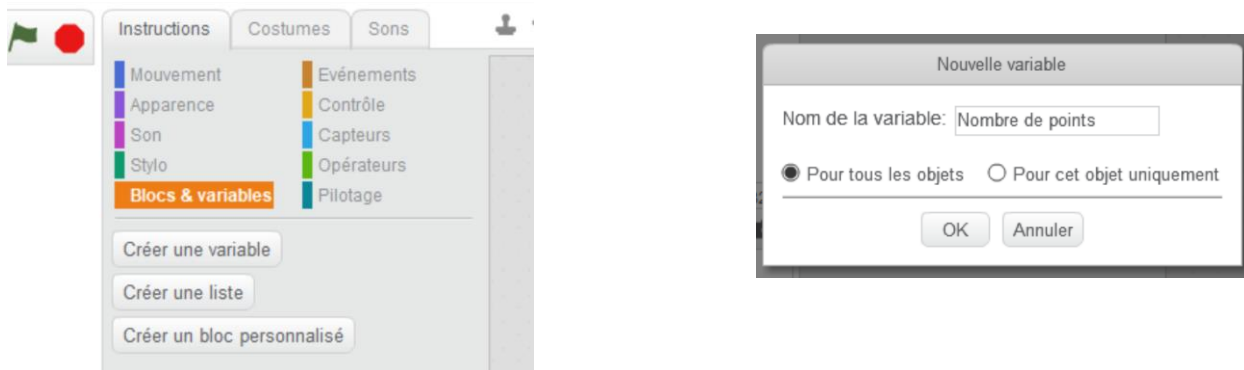 Instructions Costumes Sons
Mouvement Evénements
Apparence Contrôle
Son Capteurs
Stylo Opérateurs
Blocs & variables Pilotage
Créer une variable
Créer une liste
Créer un bloc personnalisé
Nouvelle variable
Nom de la variable: Nombre de points
Pour tous les objets Pour cet objet uniquement
OK Annuler